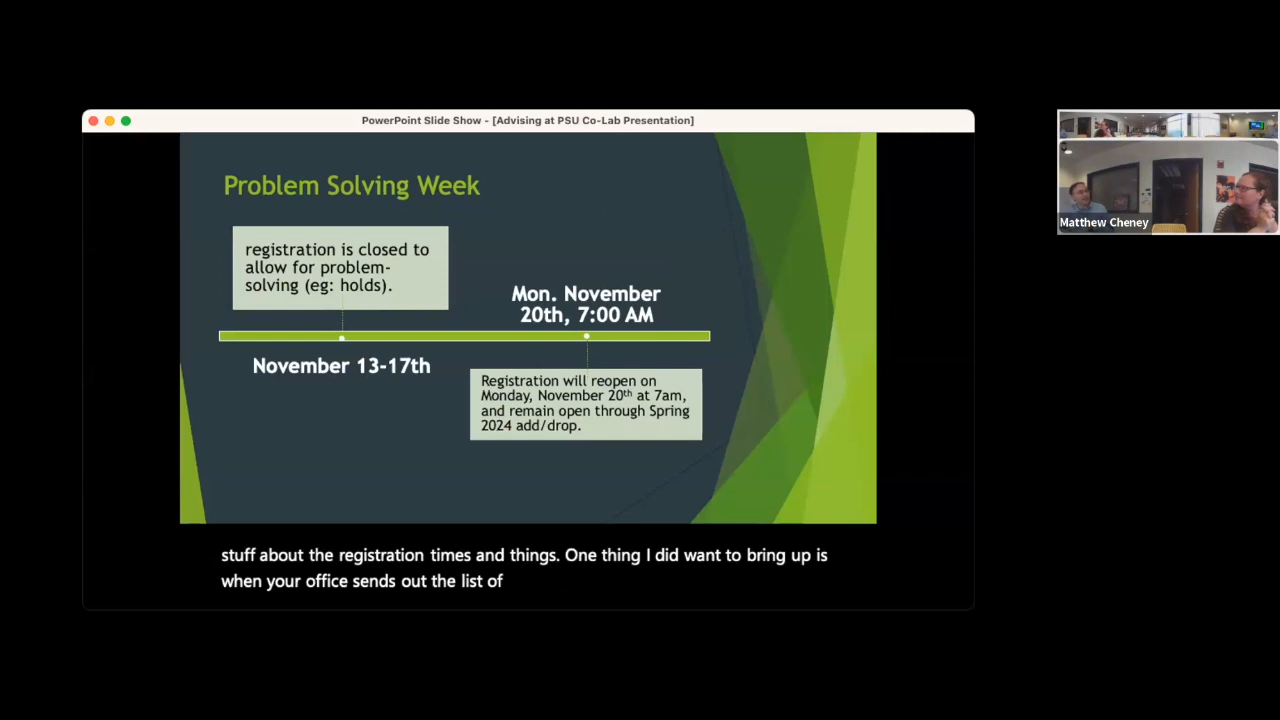 PowerPoint Slide Show - [Advising at PSU Co-Lab Presentation]
Problem Solving Week
registration is closed to
allow for problem-
solving (eg: holds).
Mon. November
20th, 7:00 AM
November 13-17th
Registration will reopen on
Monday, November 20th at 7am,
and remain open through Spring
2024 add/drop.
stuff about the registration times and things. One thing I did want to bring up is
when your office sends out the list of
Matthew Cheney